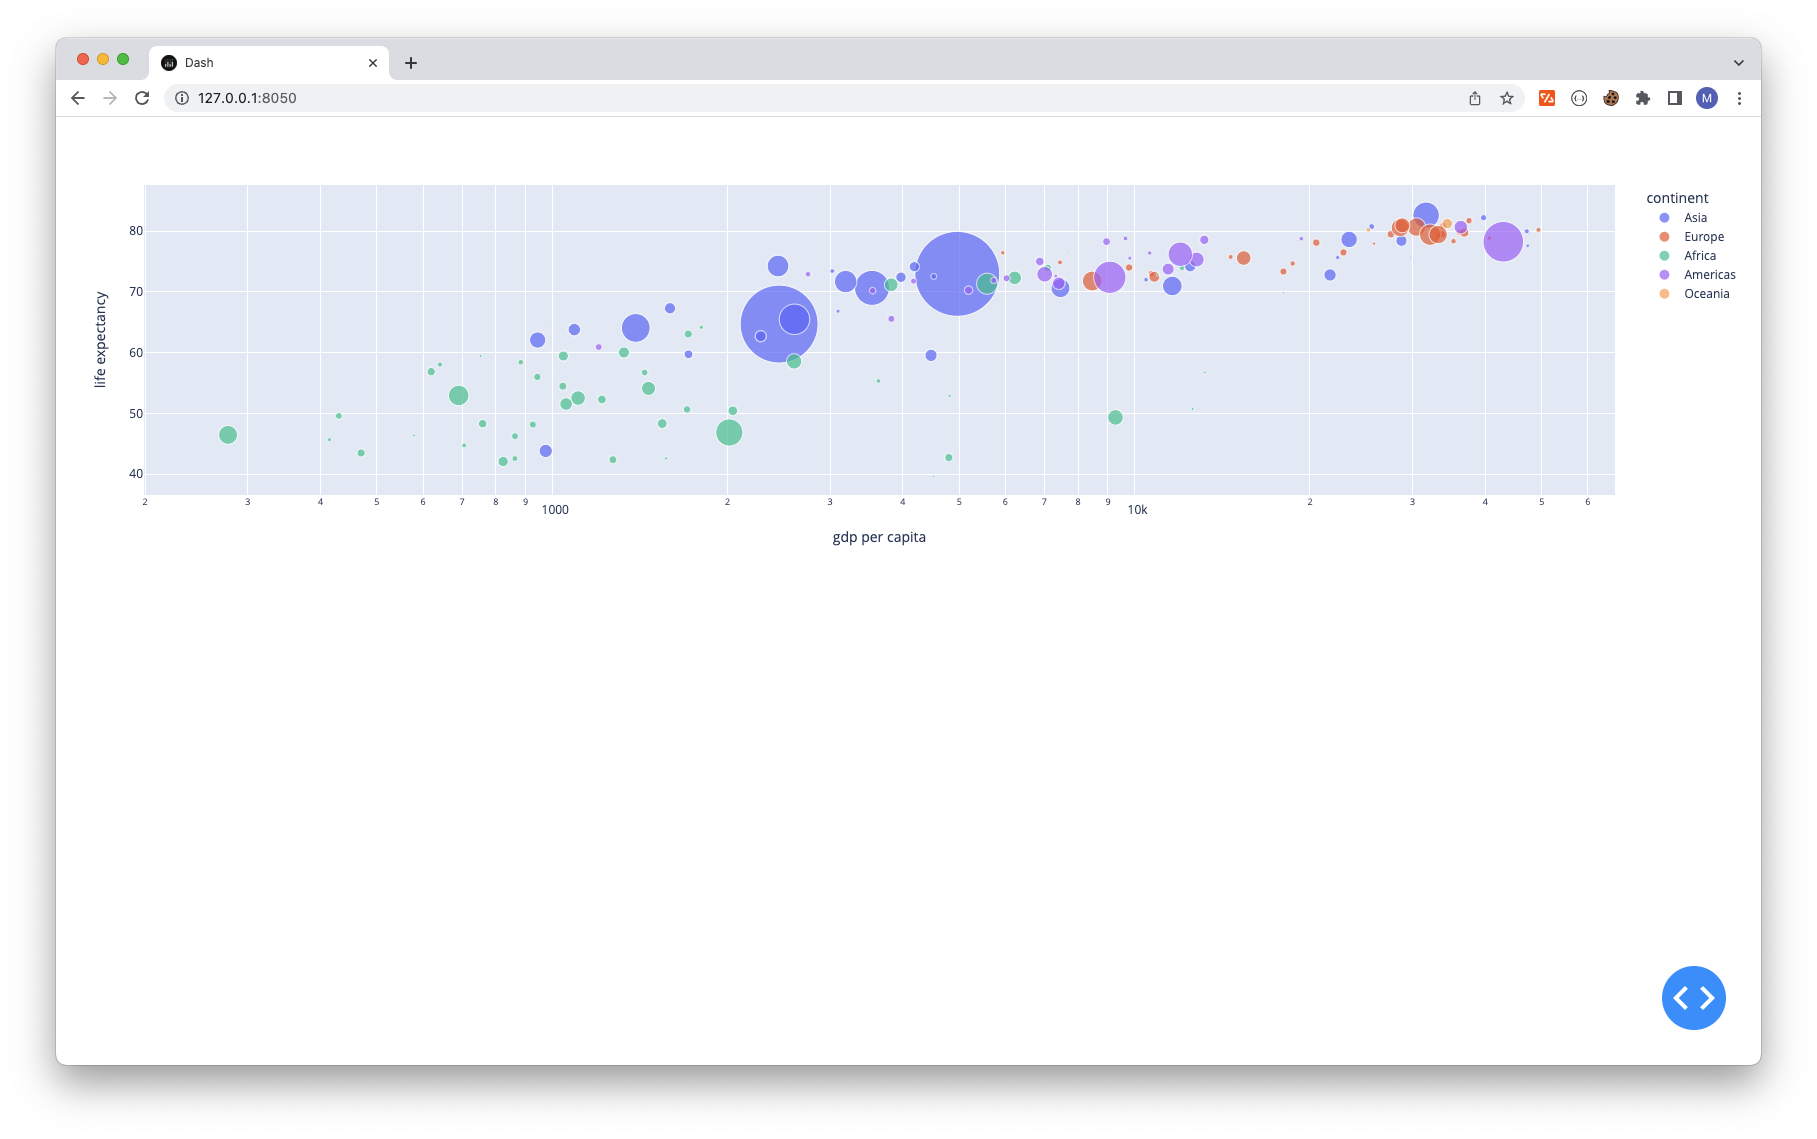 Dash
127.0.0.1:8050
M
continent
Asia
Europe
Africa
Americas
Oceania
life expectancy
80
70
60
50
40
2 3 4 5 6 7 8 9 1000 2 3 4 5 6 7 8 9 10k 2 3 4 5 6
gdp per capita